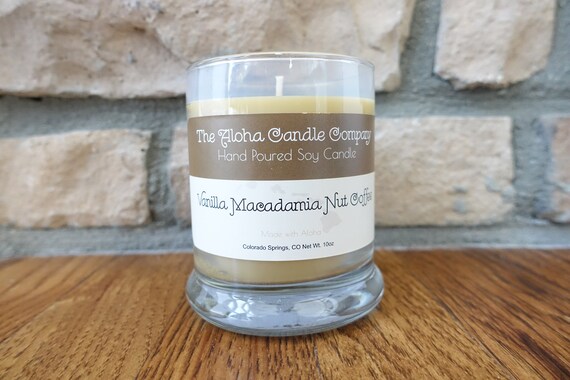 The Aloha Candle Company
Hand Poured Soy Candle
Vanilla Macadamia Nut Coffee
Made with Aloha
Colorado Springs, CO Net Wt. 10oz